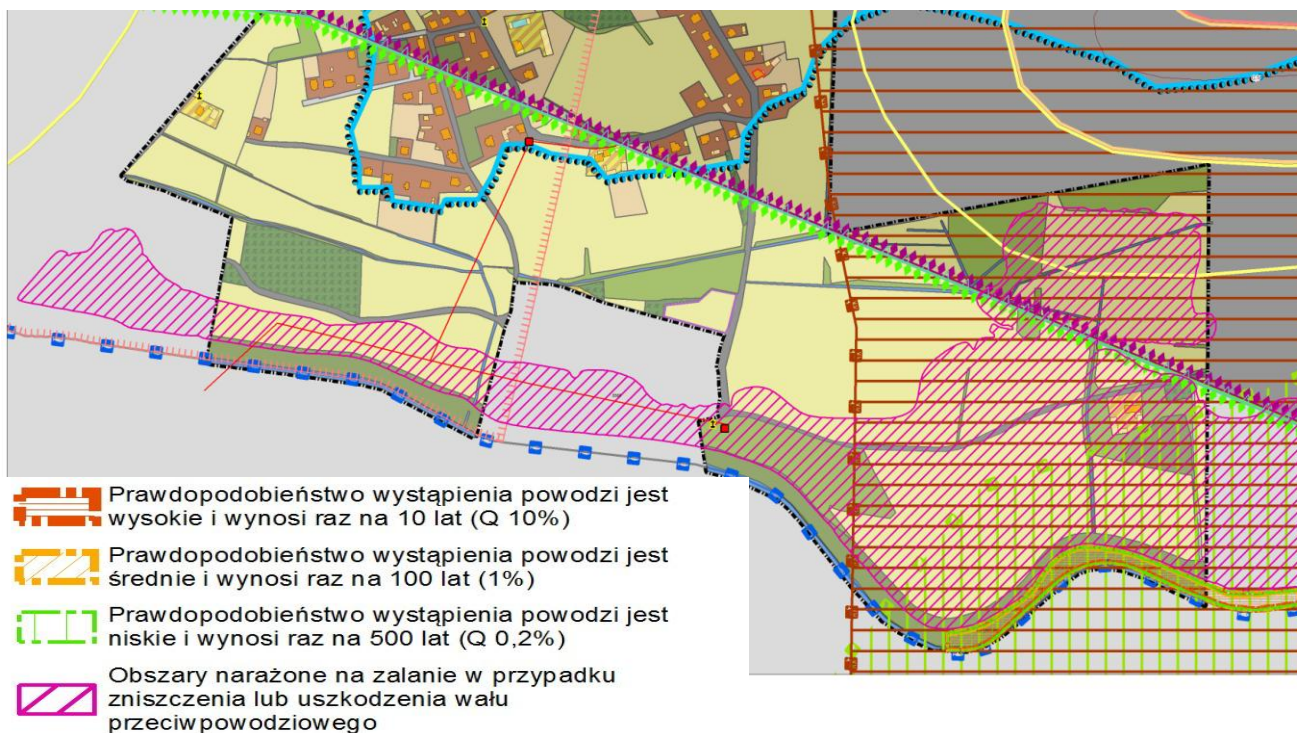 Prawdopodobieństwo wystąpienia powodzi jest
wysokie i wynosi raz na 10 lat (Q 10%)
Prawdopodobieństwo wystąpienia powodzi jest
średnie i wynosi raz na 100 lat (1%)
Prawdopodobieństwo wystąpienia powodzi jest
niskie i wynosi raz na 500 lat (Q 0,2%)
Obszary narażone na zalanie w przypadku
zniszczenia lub uszkodzenia wału
przeciwpowodziowego